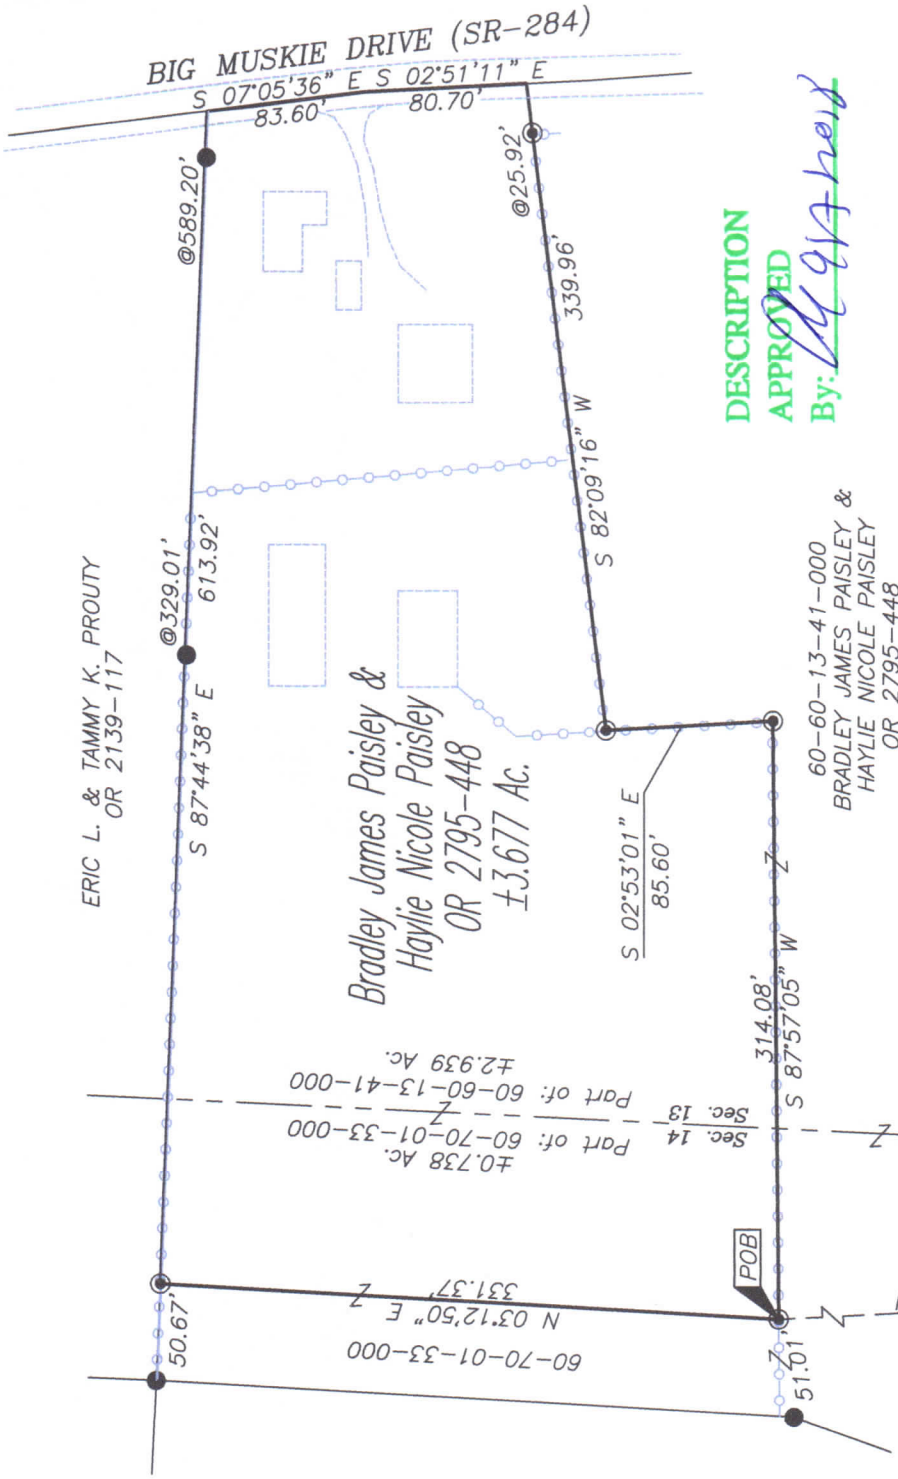 BIG MUSKIE DRIVE (SR-284)
S 07°05'36" E
83.60'
S 02°51'11" E
80.70'
@589.20'
@25.92'
339.96'
S 82°09'16" W
DESCRIPTION
APPROVED
By:
ERIC L. & TAMMY K. PROUTY
OR 2139-117
@329.01'
613.92'
S 87°44'38" E
Bradley James Paisley &
Haylie Nicole Paisley
OR 2795-448
±3.677 Ac.
S 02°53'01" E
85.60'
60-60-13-41-000
BRADLEY JAMES PAISLEY &
HAYLIE NICOLE PAISLEY
OR 2795-448
314.08'
S 87°57'05" W
Part of: 60-60-13-41-000
±2.939 Ac.
Sec. 13
Sec. 14
Part of: 60-70-01-33-000
±0.738 Ac.
POB
N 03°12'50" E
331.37'
60-70-01-33-000
50.67'
51.01'